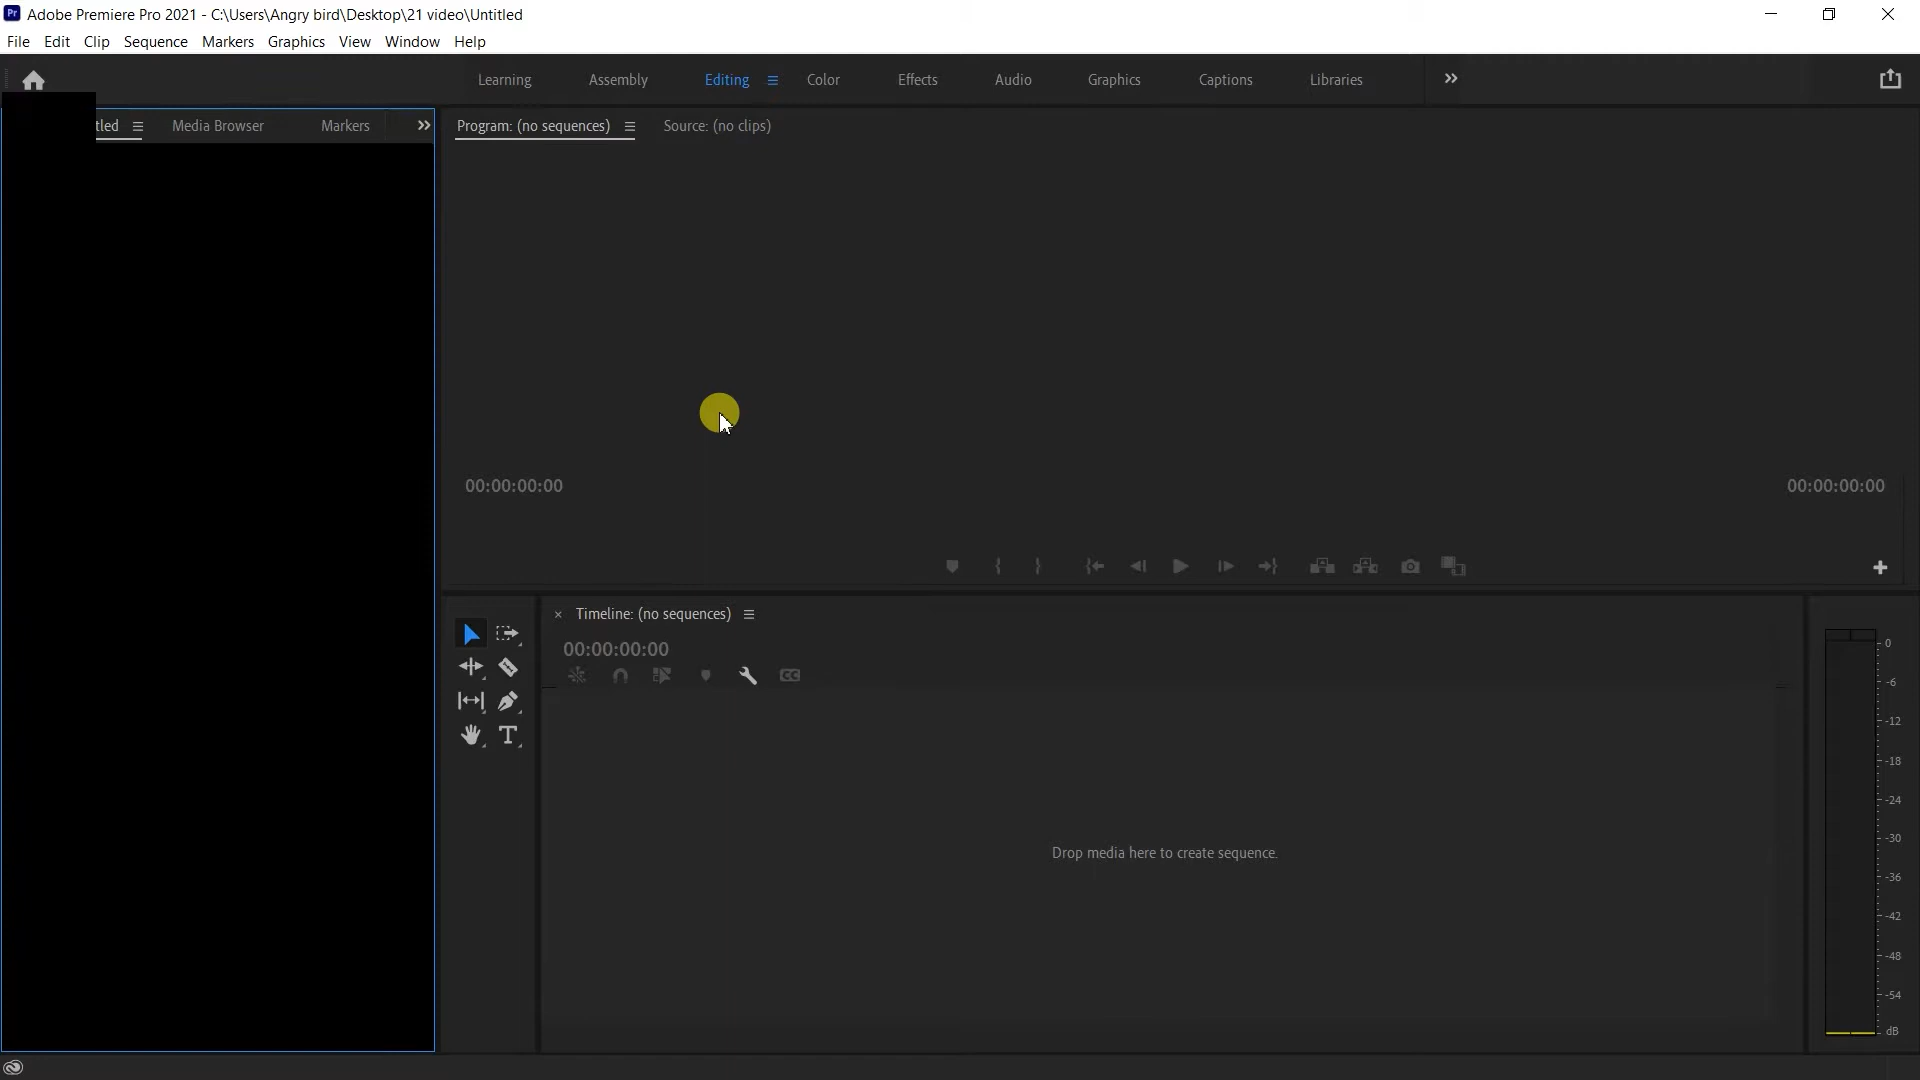 Pr Adobe Premiere Pro 2021 - C:\Users\Angry bird\Desktop\21 video\Untitled
File Edit Clip Sequence Markers Graphics View Window Help
Learning Assembly Editing Color Effects Audio Graphics Captions Libraries
tled Media Browser Markers Program: (no sequences) Source: (no clips)
00:00:00:00 00:00:00:00
Timeline: (no sequences)
00:00:00:00
CC
Drop media here to create sequence.
0
-6
-12
-18
-24
-30
-36
-42
-48
-54
dB